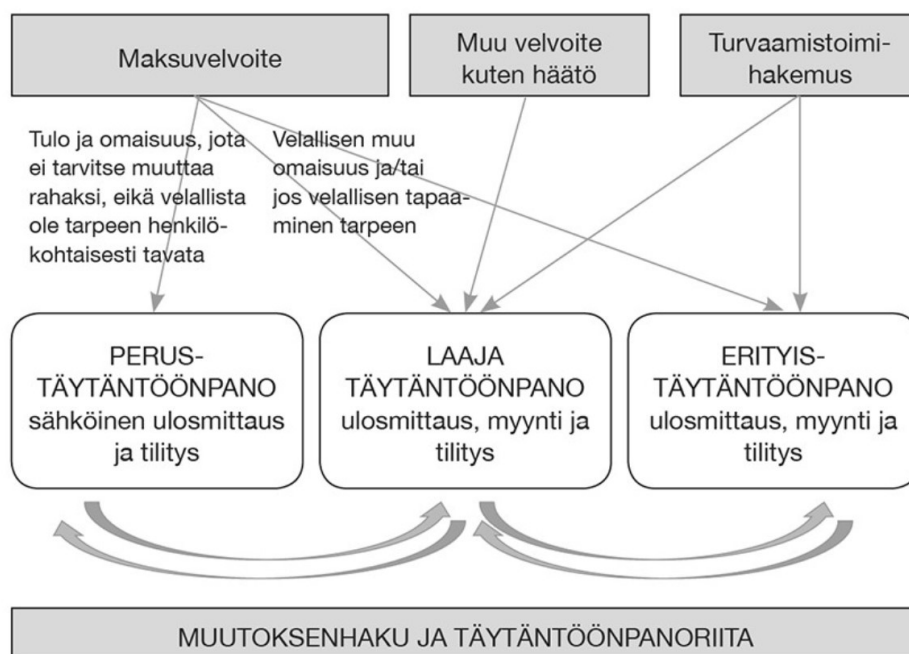 Maksuvelvoite
Muu velvoite
kuten häätö
Turvaamistoimi-
hakemus
Tulo ja omaisuus, jota
ei tarvitse muuttaa
rahaksi, eikä velallista
ole tarpeen henkilö-
kohtaisesti tavata
Velallisen muu
omaisuus ja/tai
jos velallisen tapaa-
minen tarpeen
PERUS-
TÄYTÄNTÖÖNPANO
sähköinen ulosmittaus
ja tilitys
LAAJA
TÄYTÄNTÖÖNPANO
ulosmittaus, myynti ja
tilitys
ERITYIS-
TÄYTÄNTÖÖNPANO
ulosmittaus, myynti ja
tilitys
MUUTOKSENHAKU JA TÄYTÄNTÖÖNPANORIITA